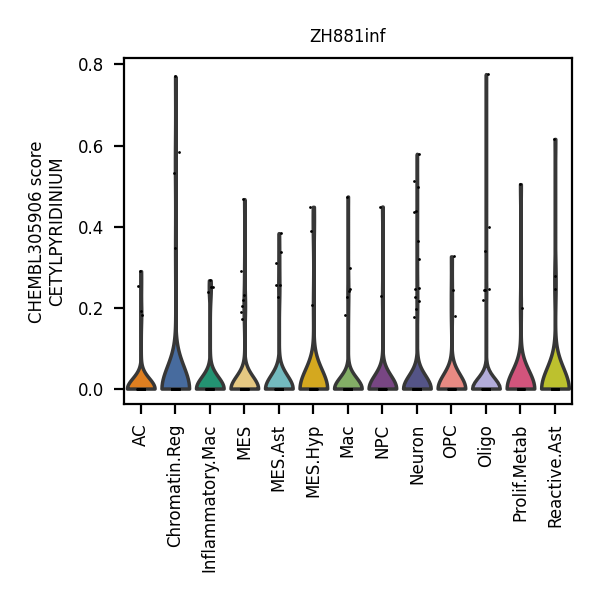 ZH881inf
CHEMBL305906 score
CETYLPYRIDINIUM
0.8
0.6
0.4
0.2
0.0
AC
Chromatin.Reg
Inflammatory.Mac
MES
MES.Ast
MES.Hyp
Mac
NPC
Neuron
OPC
Oligo
Prolif.Metab
Reactive.Ast